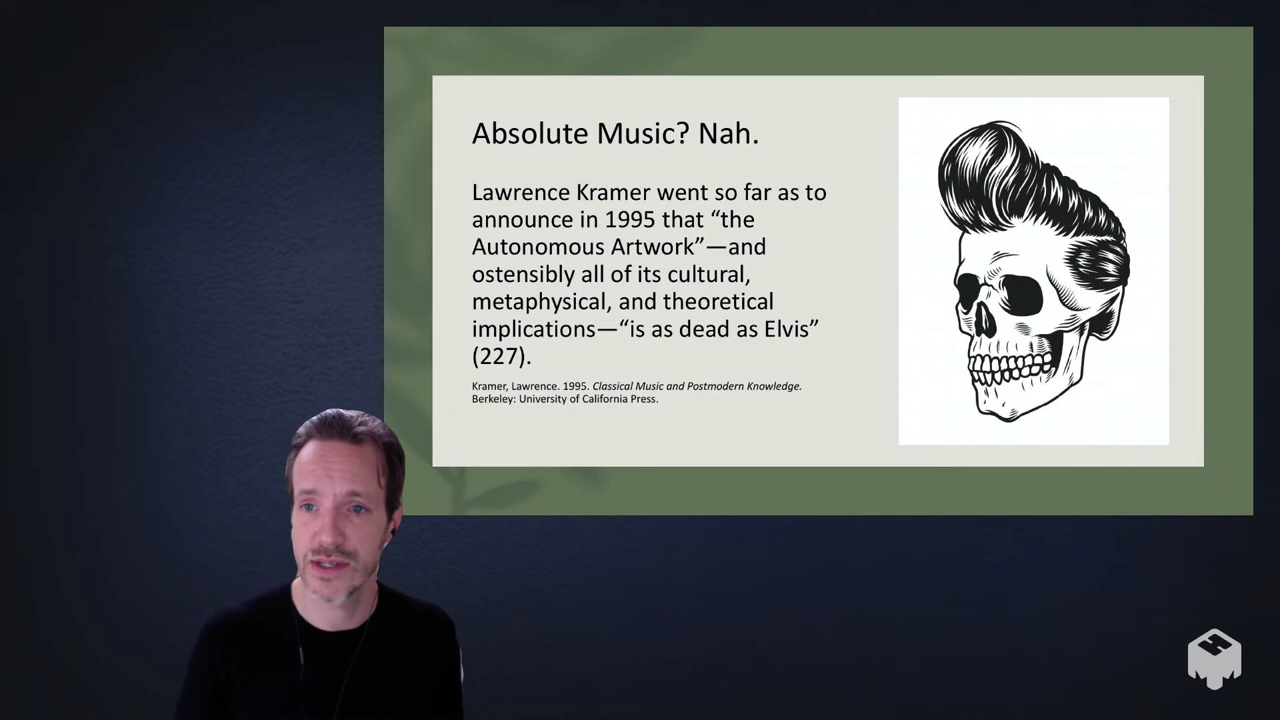 Absolute Music? Nah.
Lawrence Kramer went so far as to
announce in 1995 that “the
Autonomous Artwork”—and
ostensibly all of its cultural,
metaphysical, and theoretical
implications—“is as dead as Elvis”
(227).
Kramer, Lawrence. 1995. Classical Music and Postmodern Knowledge.
Berkeley: University of California Press.